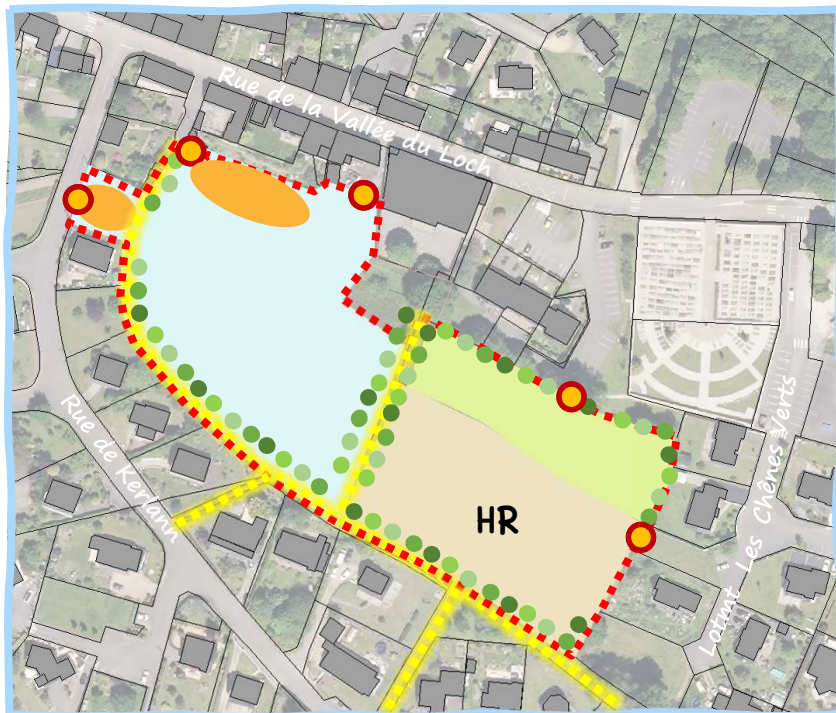 Rue de la Vallée du Loch
Rue de Kerlann
HR
Lotmt Les Chênes Verts